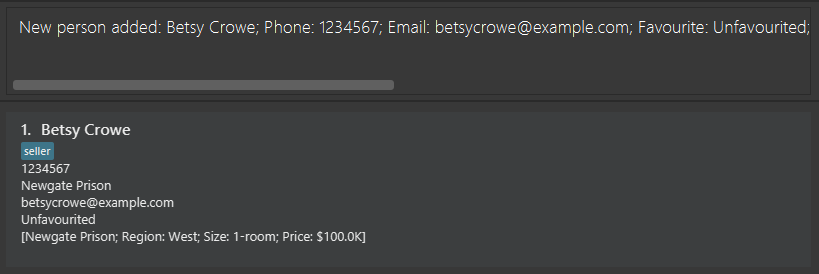 New person added: Betsy Crowe; Phone: 1234567; Email: betsycrowe@example.com; Favourite: Unfavourited;
1. Betsy Crowe
seller
1234567
Newgate Prison
betsycrowe@example.com
Unfavourited
[Newgate Prison; Region: West; Size: 1-room; Price: $100.0K]